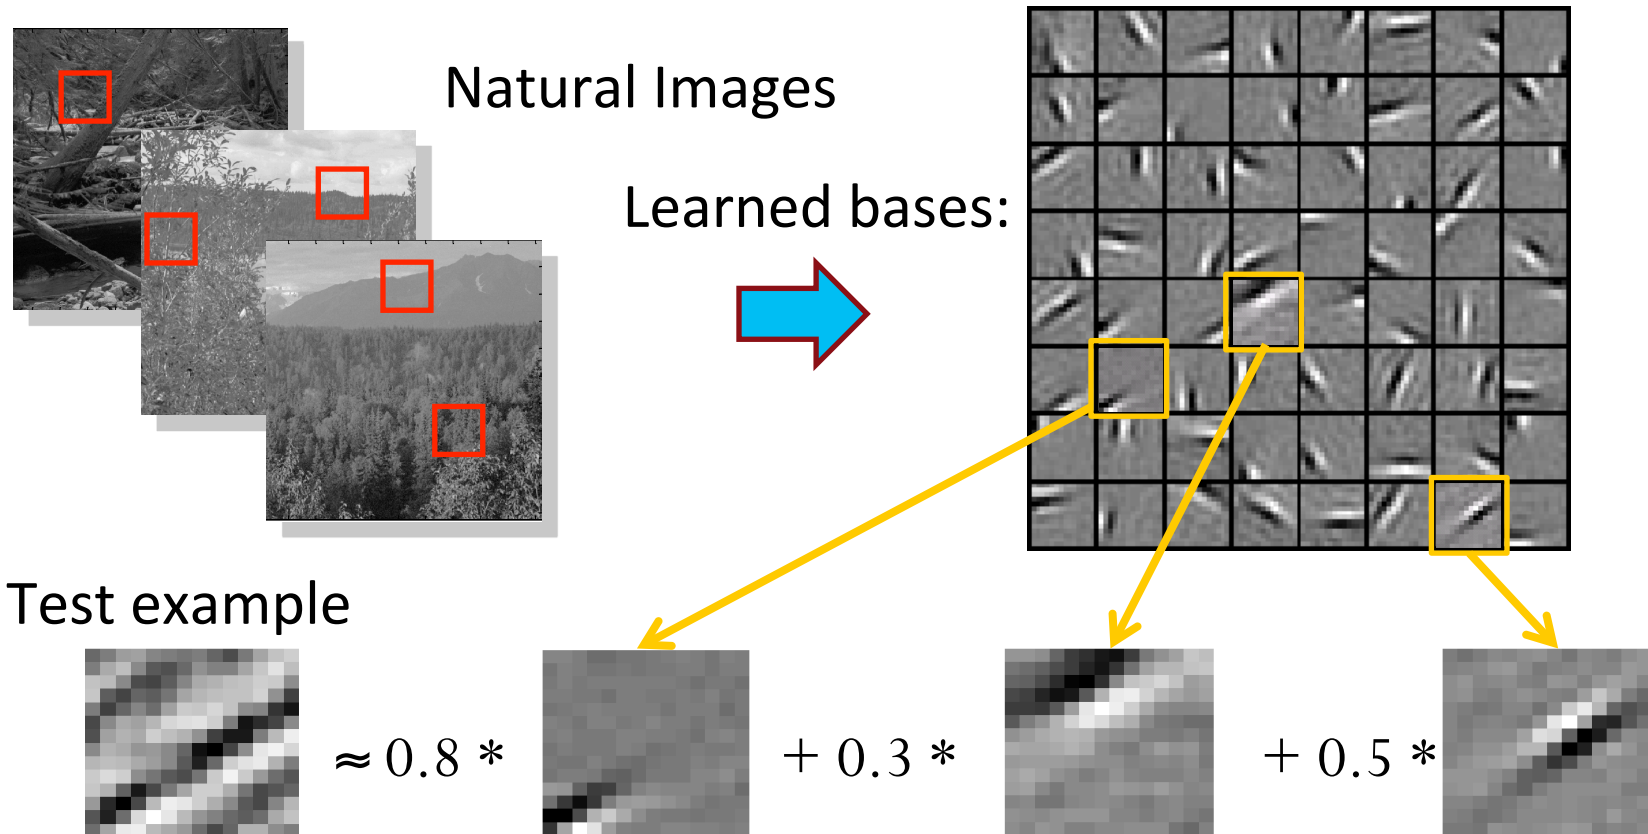 Natural Images
Learned bases:
Test example
≈ 0.8 * + 0.3 * + 0.5 *